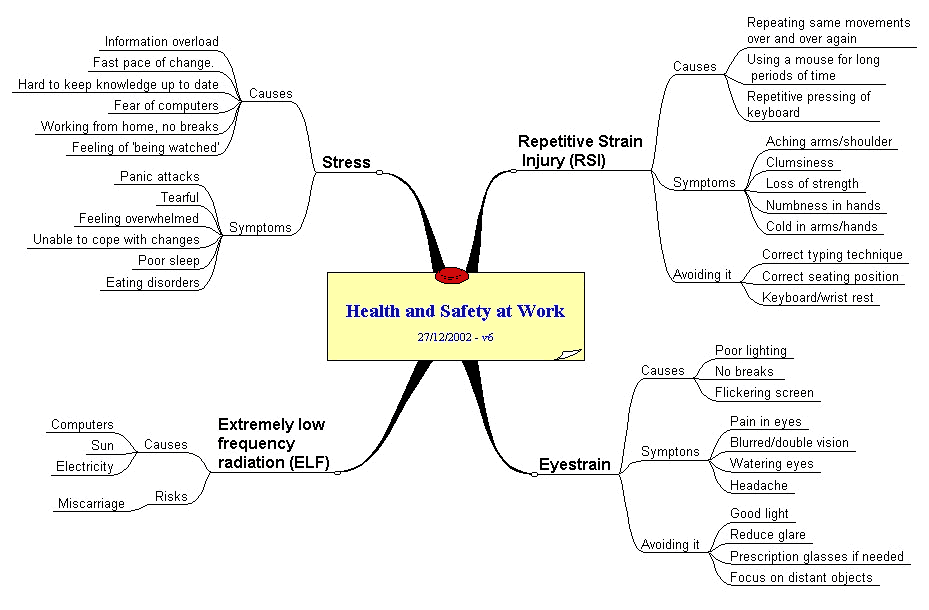 Health and Safety at Work
27/12/2002 - v6
Stress
Causes
Information overload
Fast pace of change.
Hard to keep knowledge up to date
Fear of computers
Working from home, no breaks
Feeling of 'being watched'
Symptoms
Panic attacks
Tearful
Feeling overwhelmed
Unable to cope with changes
Poor sleep
Eating disorders
Repetitive Strain
Injury (RSI)
Causes
Repeating same movements
over and over again
Using a mouse for long
periods of time
Repetitive pressing of
keyboard
Symptoms
Aching arms/shoulder
Clumsiness
Loss of strength
Numbness in hands
Cold in arms/hands
Avoiding it
Correct typing technique
Correct seating position
Keyboard/wrist rest
Extremely low
frequency
radiation (ELF)
Causes
Computers
Sun
Electricity
Risks
Miscarriage
Eyestrain
Causes
Poor lighting
No breaks
Flickering screen
Symptons
Pain in eyes
Blurred/double vision
Watering eyes
Headache
Avoiding it
Good light
Reduce glare
Prescription glasses if needed
Focus on distant objects